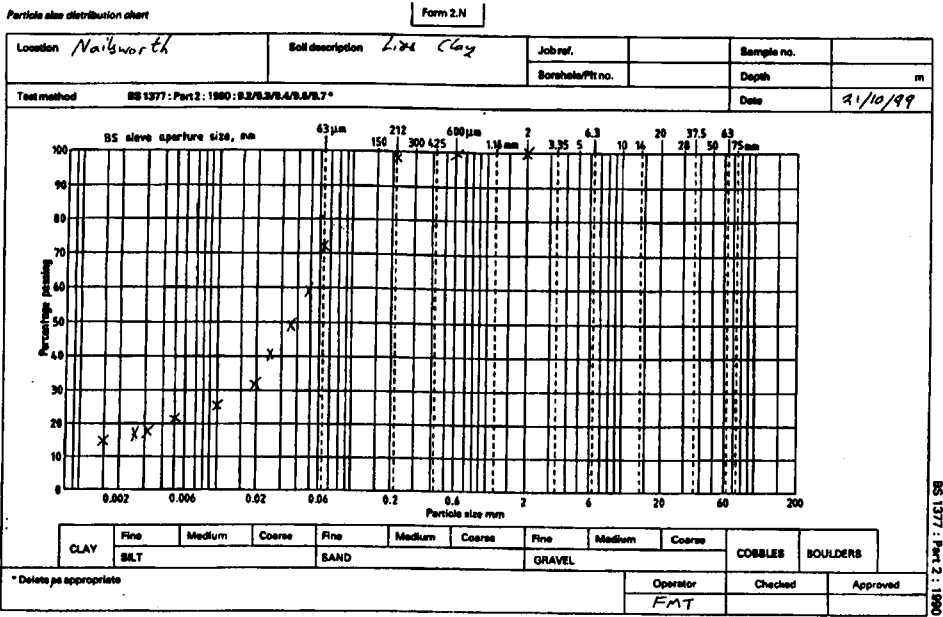 Particle size distribution chart
Form 2.N
Location Nailsworth
Soil description Lias Clay
Job ref.
Sample no.
Borehole/Pit no.
Depth m
Test method BS 1377 : Part 2 : 1990 : 9.2/9.3/9.4/9.6/9.7 *
Date 21/10/99
BS sieve aperture size, mm
63 µm 212 600 µm 2 6.3 20 37.5 63
150 300 425 1.18 mm 3.35 5 10 14 28 50 75 mm
100
90
80
70
60
50
40
30
20
10
0
Percentage passing
0.002 0.006 0.02 0.06 0.2 0.6 2 6 20 60 200
Particle size mm
CLAY
Fine Medium Coarse Fine Medium Coarse Fine Medium Coarse
SILT SAND GRAVEL
COBBLES BOULDERS
* Delete as appropriate
Operator Checked Approved
FMT
BS 1377 : Part 2 : 1990